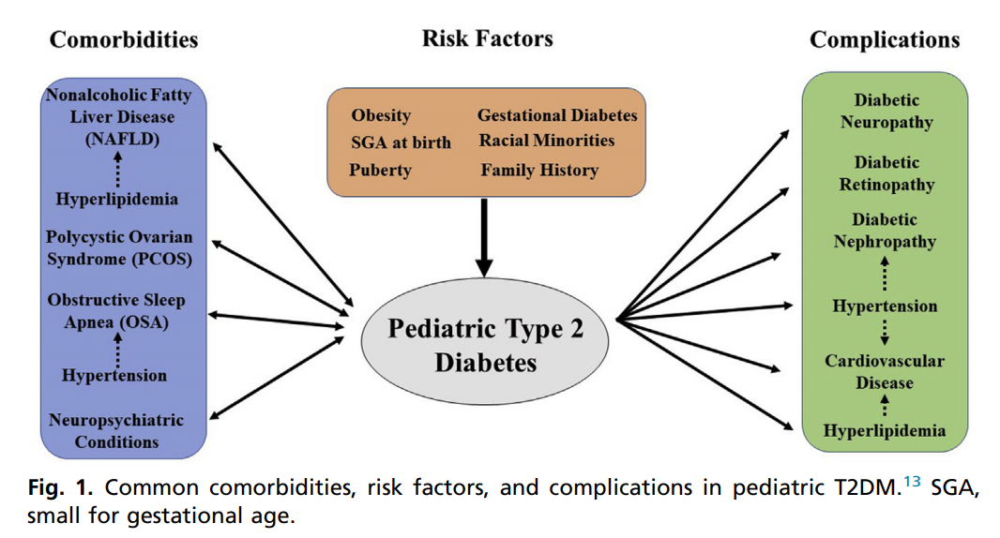 Comorbidities
Nonalcoholic Fatty
Liver Disease
(NAFLD)
Hyperlipidemia
Polycystic Ovarian
Syndrome (PCOS)
Obstructive Sleep
Apnea (OSA)
Hypertension
Neuropsychiatric
Conditions
Risk Factors
Obesity Gestational Diabetes
SGA at birth Racial Minorities
Puberty Family History
Pediatric Type 2
Diabetes
Complications
Diabetic
Neuropathy
Diabetic
Retinopathy
Diabetic
Nephropathy
Hypertension
Cardiovascular
Disease
Hyperlipidemia
Fig. 1. Common comorbidities, risk factors, and complications in pediatric T2DM.13 SGA,
small for gestational age.